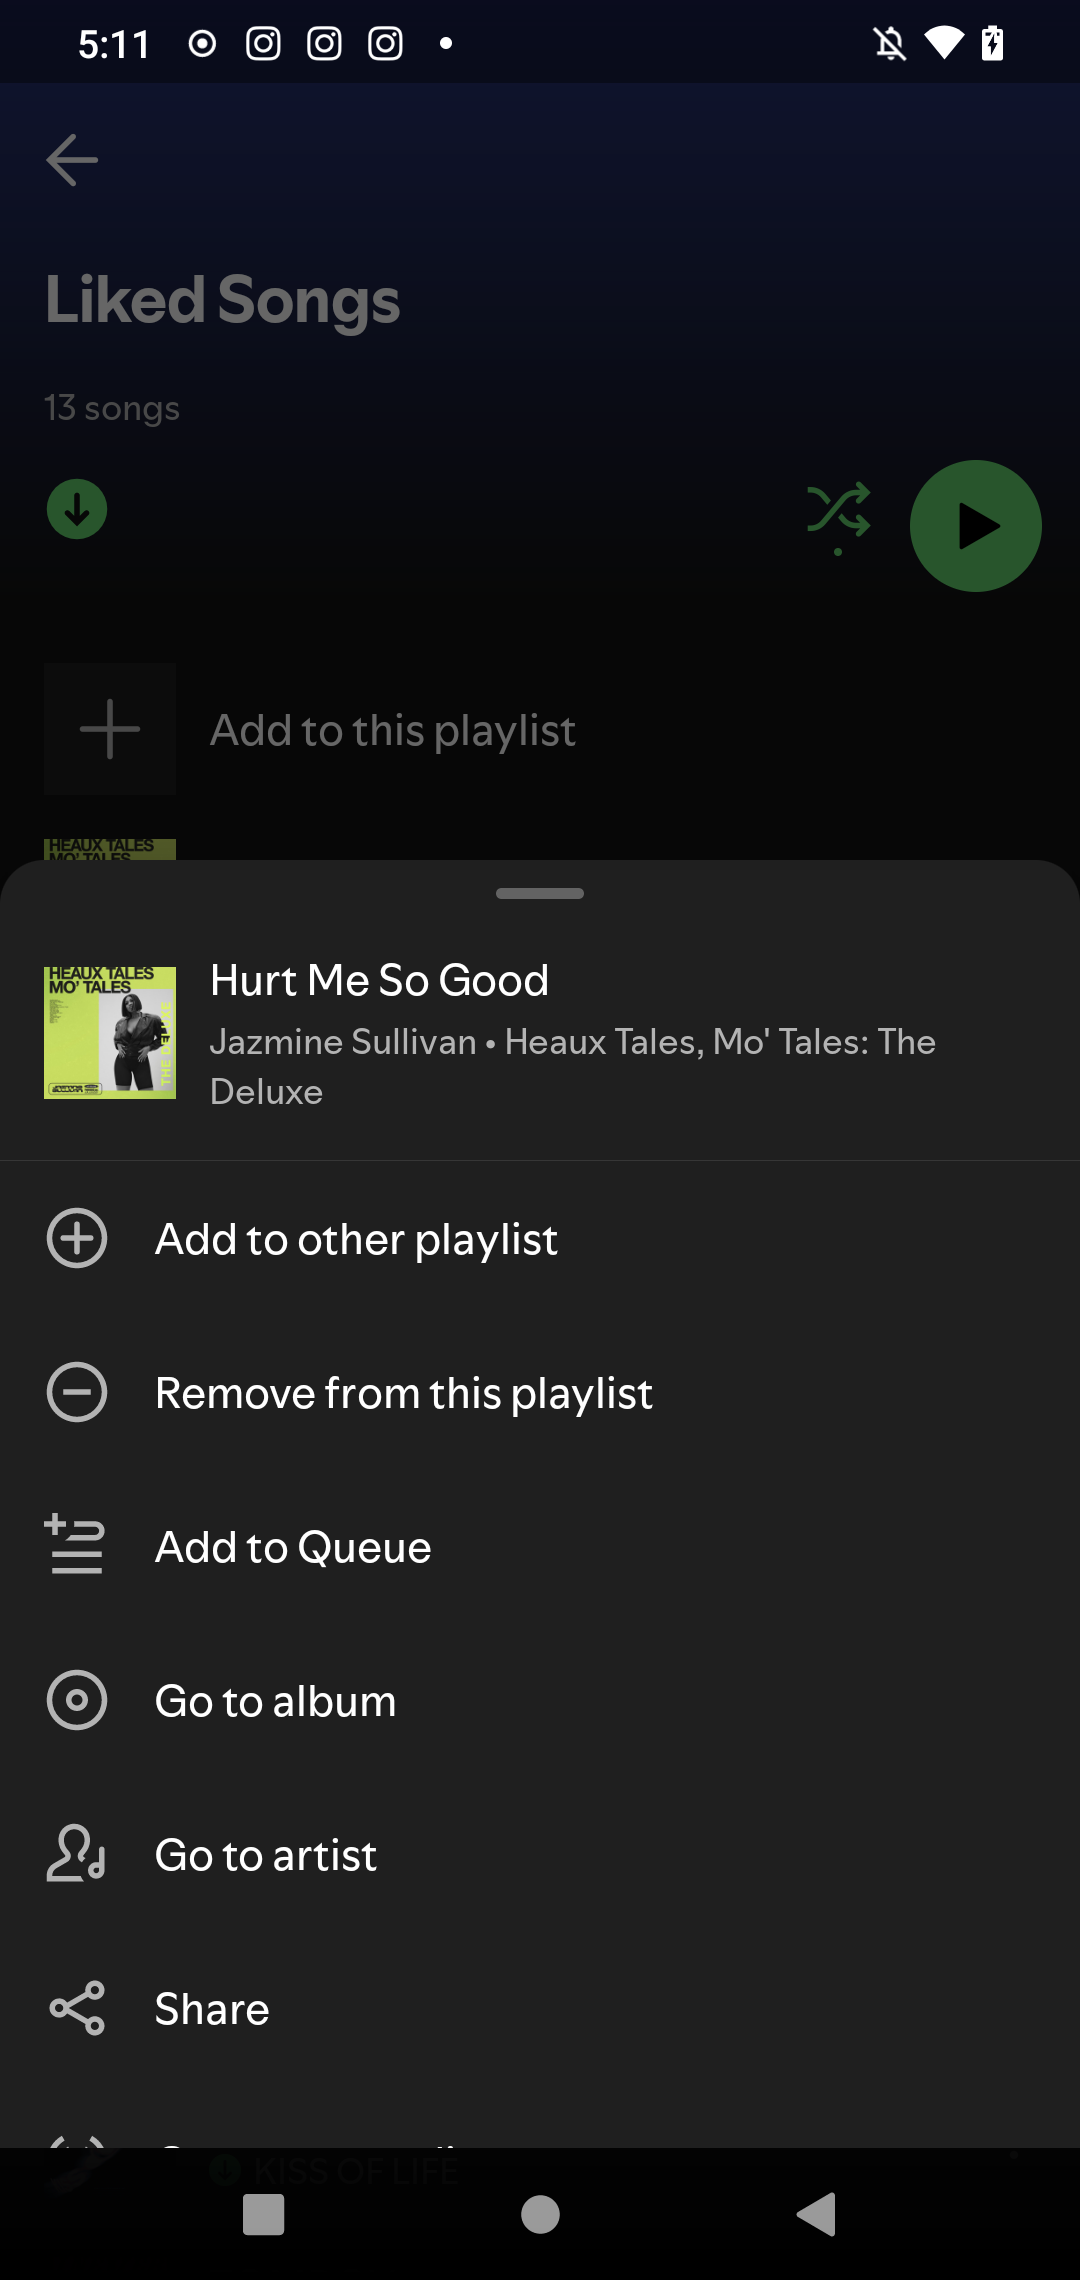 5:11
Liked Songs
13 songs
Add to this playlist
HEAUX TALES
MO' TALES
HEAUX TALES
MO' TALES
THE DELUXE
Hurt Me So Good
Jazmine Sullivan • Heaux Tales, Mo' Tales: The
Deluxe
Add to other playlist
Remove from this playlist
Add to Queue
Go to album
Go to artist
Share
KISS OF LIFE